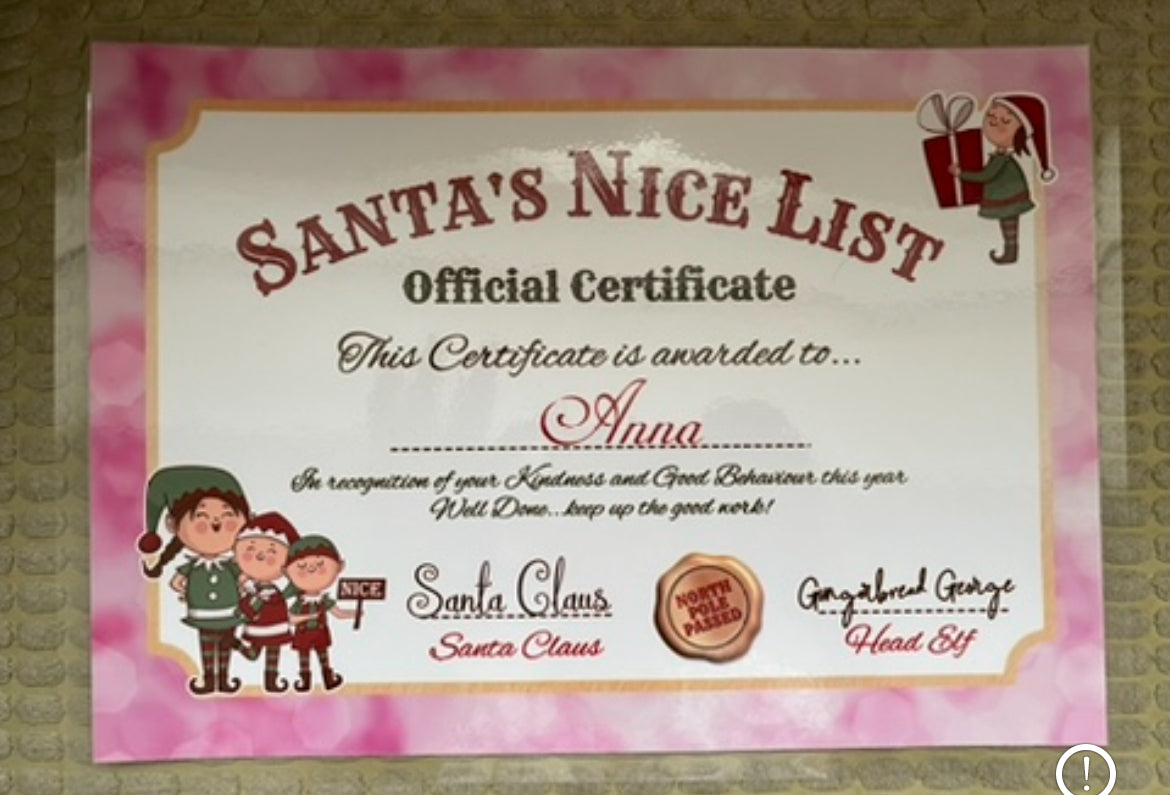 SANTA'S NICE LIST
Official Certificate
This Certificate is awarded to...
Anna
In recognition of your Kindness and Good Behaviour this year
Well Done...keep up the good work!
NICE
Santa Claus
Santa Claus
NORTH
POLE
PASSED
Gingerbread George
Head Elf